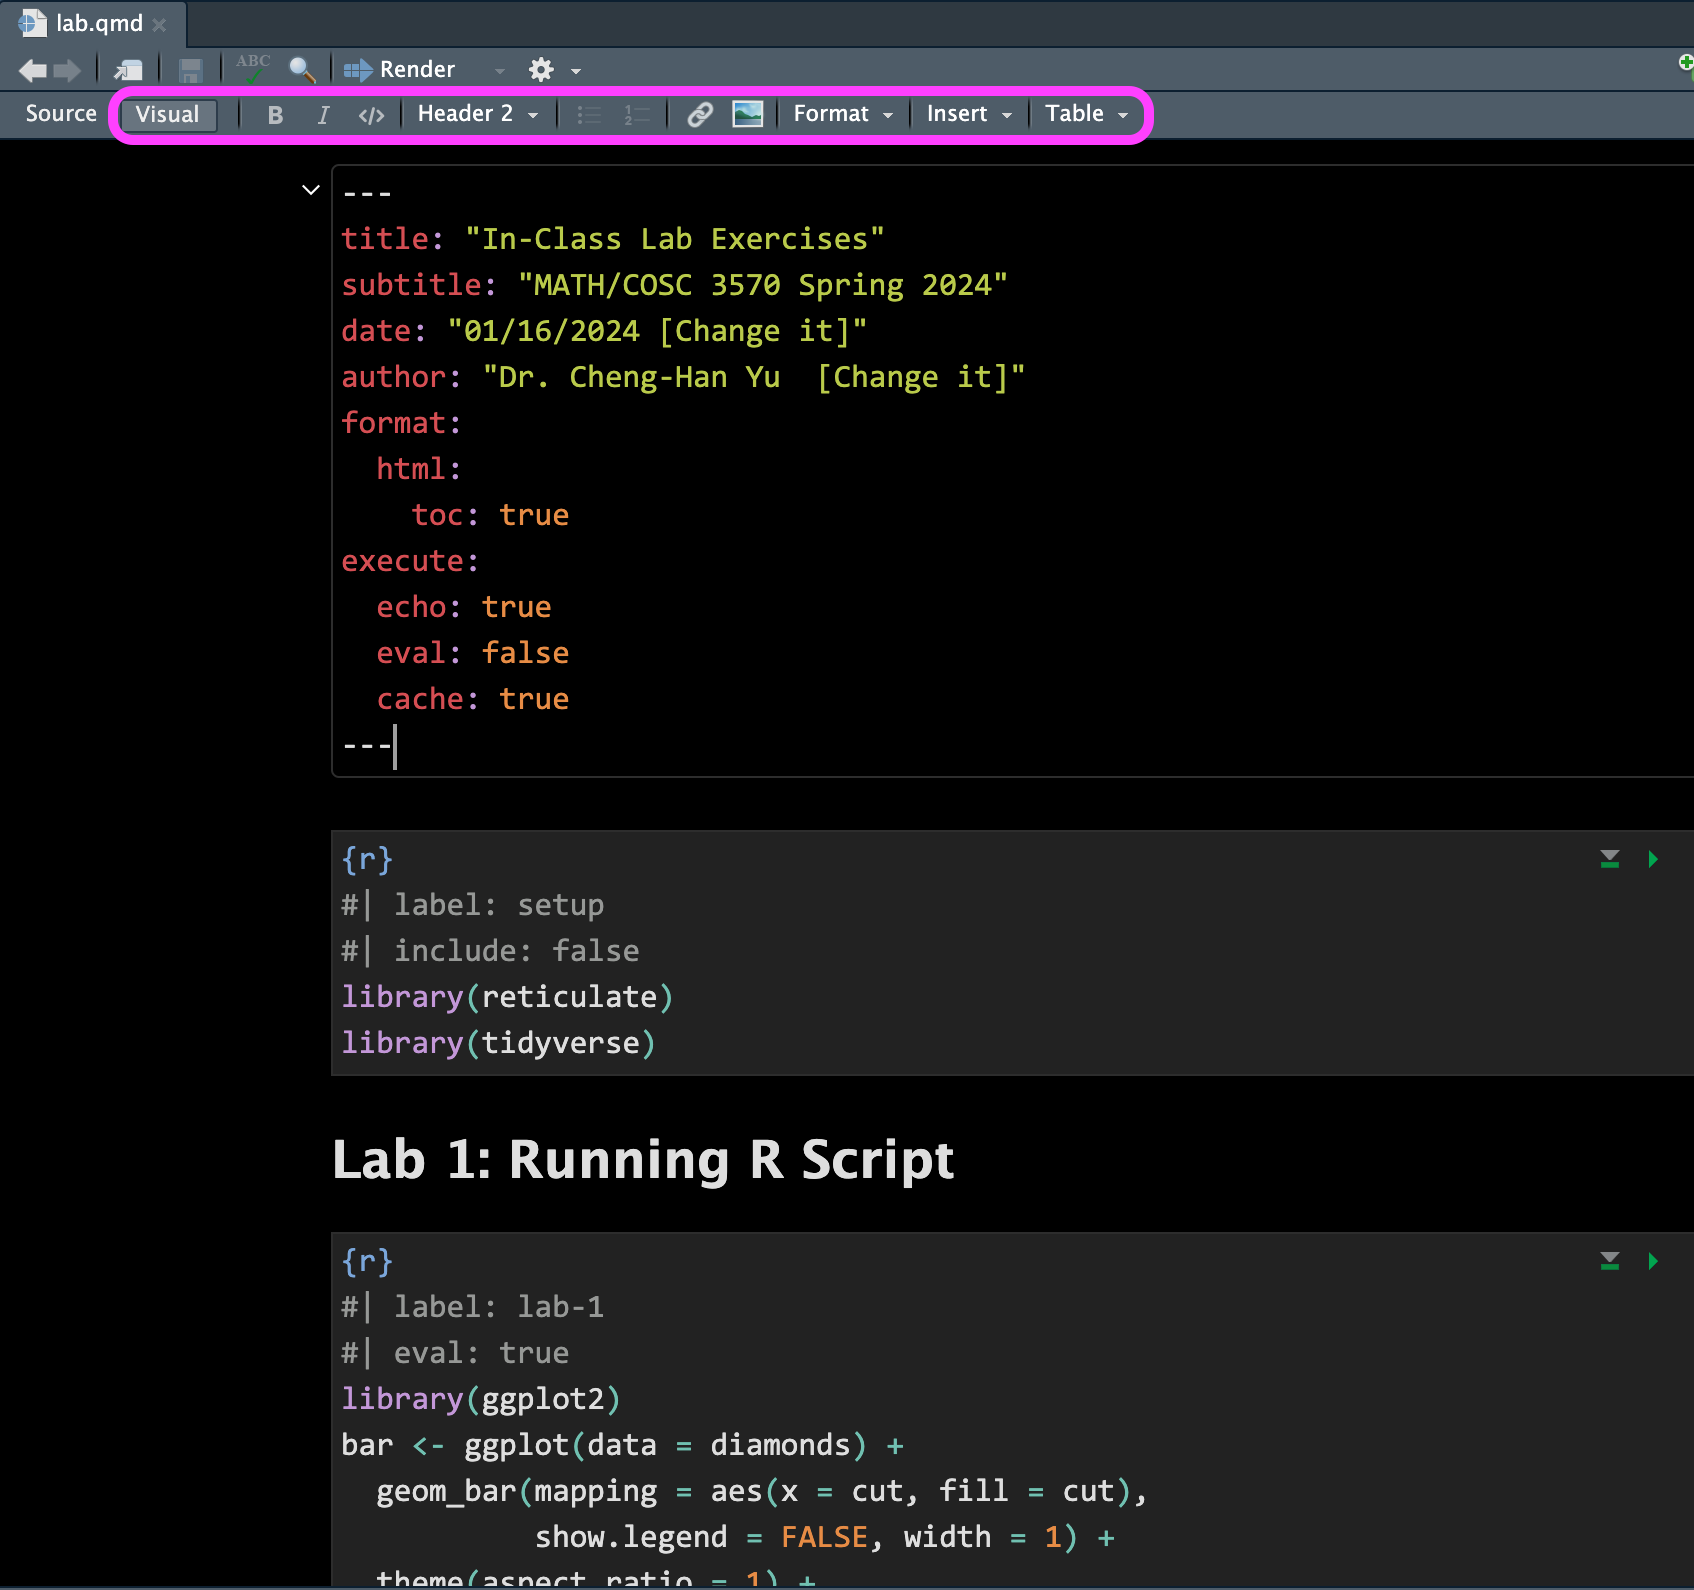 lab.qmd
ABC Render
Source Visual B I </> Header 2 Format Insert Table
---
title: "In-Class Lab Exercises"
subtitle: "MATH/COSC 3570 Spring 2024"
date: "01/16/2024 [Change it]"
author: "Dr. Cheng-Han Yu  [Change it]"
format:
  html:
    toc: true
execute:
  echo: true
  eval: false
  cache: true
---
{r}
#| label: setup
#| include: false
library(reticulate)
library(tidyverse)
Lab 1: Running R Script
{r}
#| label: lab-1
#| eval: true
library(ggplot2)
bar <- ggplot(data = diamonds) +
  geom_bar(mapping = aes(x = cut, fill = cut),
           show.legend = FALSE, width = 1) +
  theme(aspect.ratio = 1) +